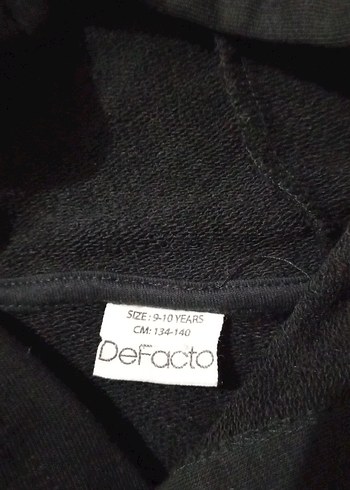 SIZE: 9-10 YEARS
CM: 134-140
DeFacto